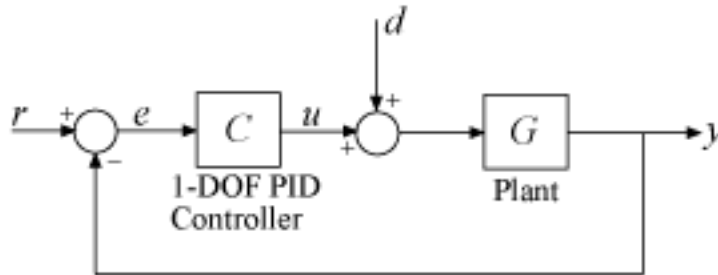 d
r + e C u + + G y
−
1-DOF PID
Controller
Plant